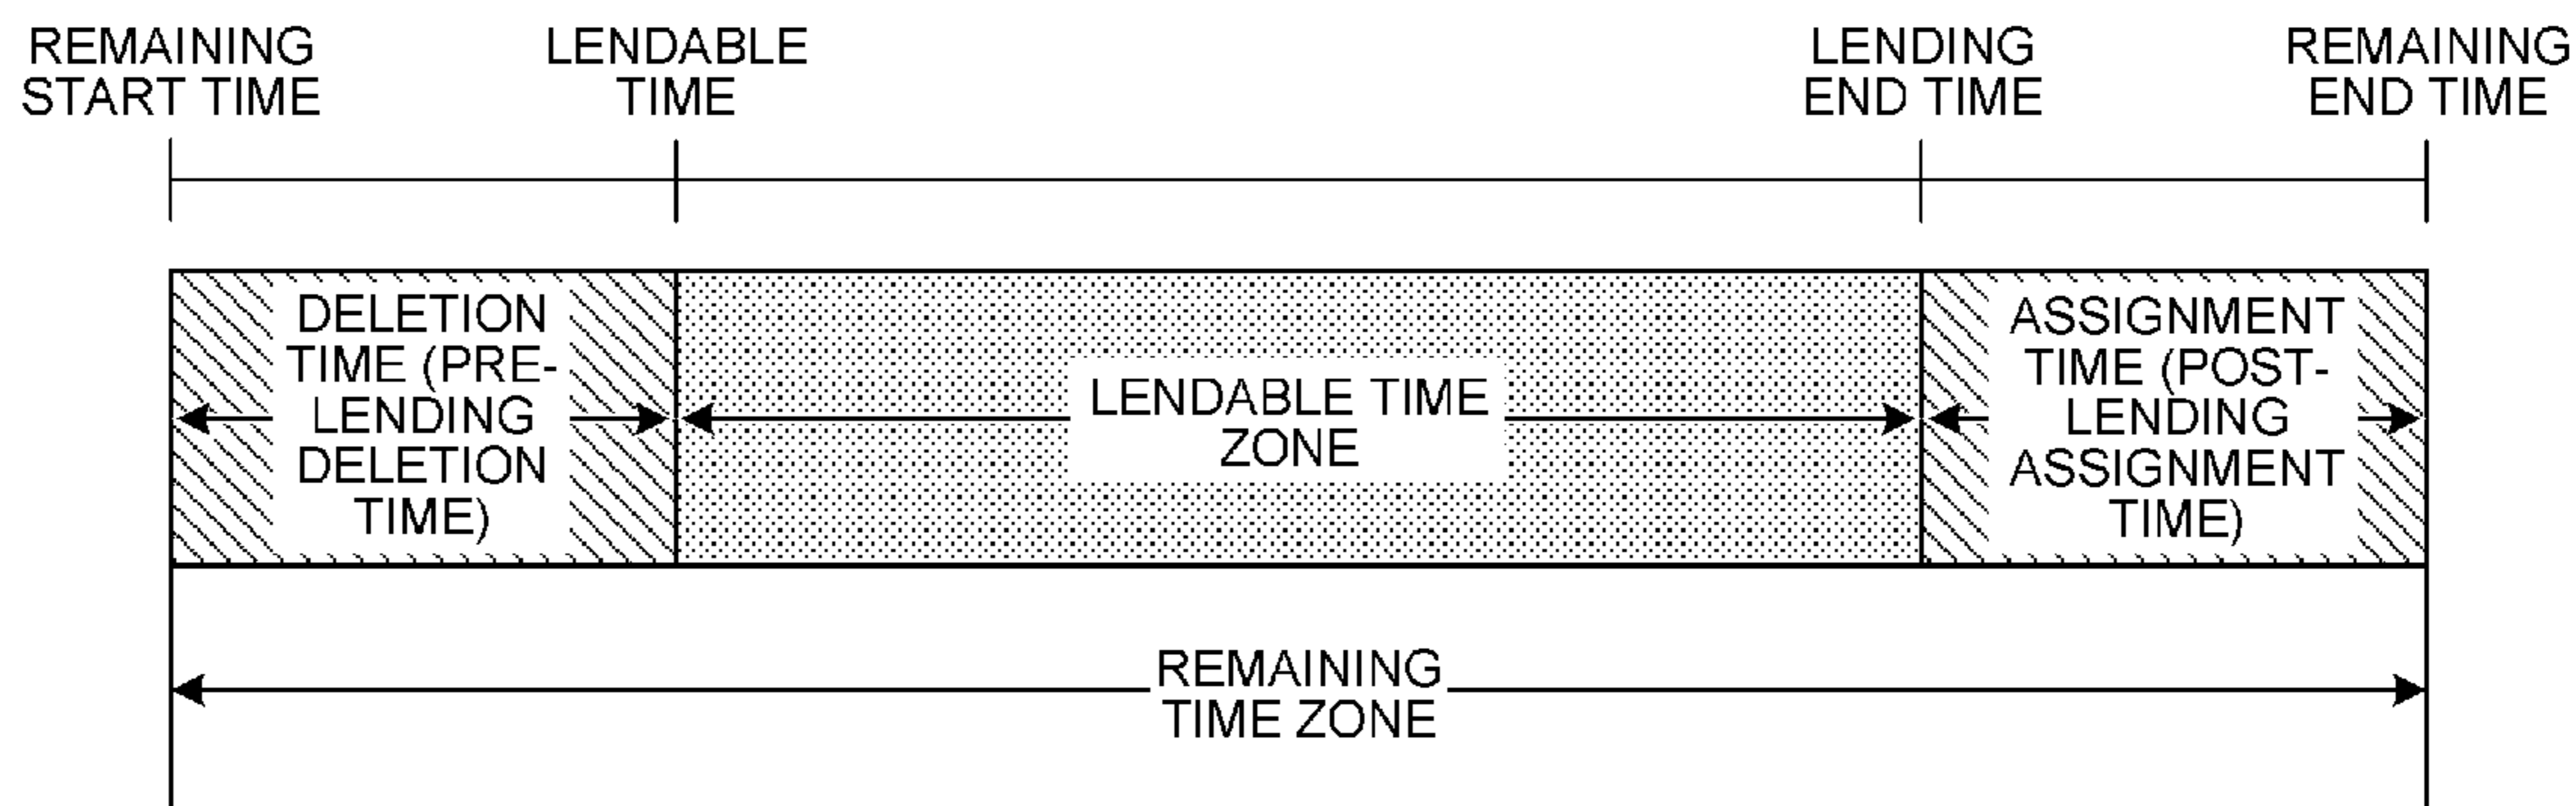 REMAINING
START TIME
LENDABLE
TIME
LENDING
END TIME
REMAINING
END TIME
DELETION
TIME (PRE-
LENDING
DELETION
TIME)
LENDABLE TIME
ZONE
ASSIGNMENT
TIME (POST-
LENDING
ASSIGNMENT
TIME)
REMAINING
TIME ZONE